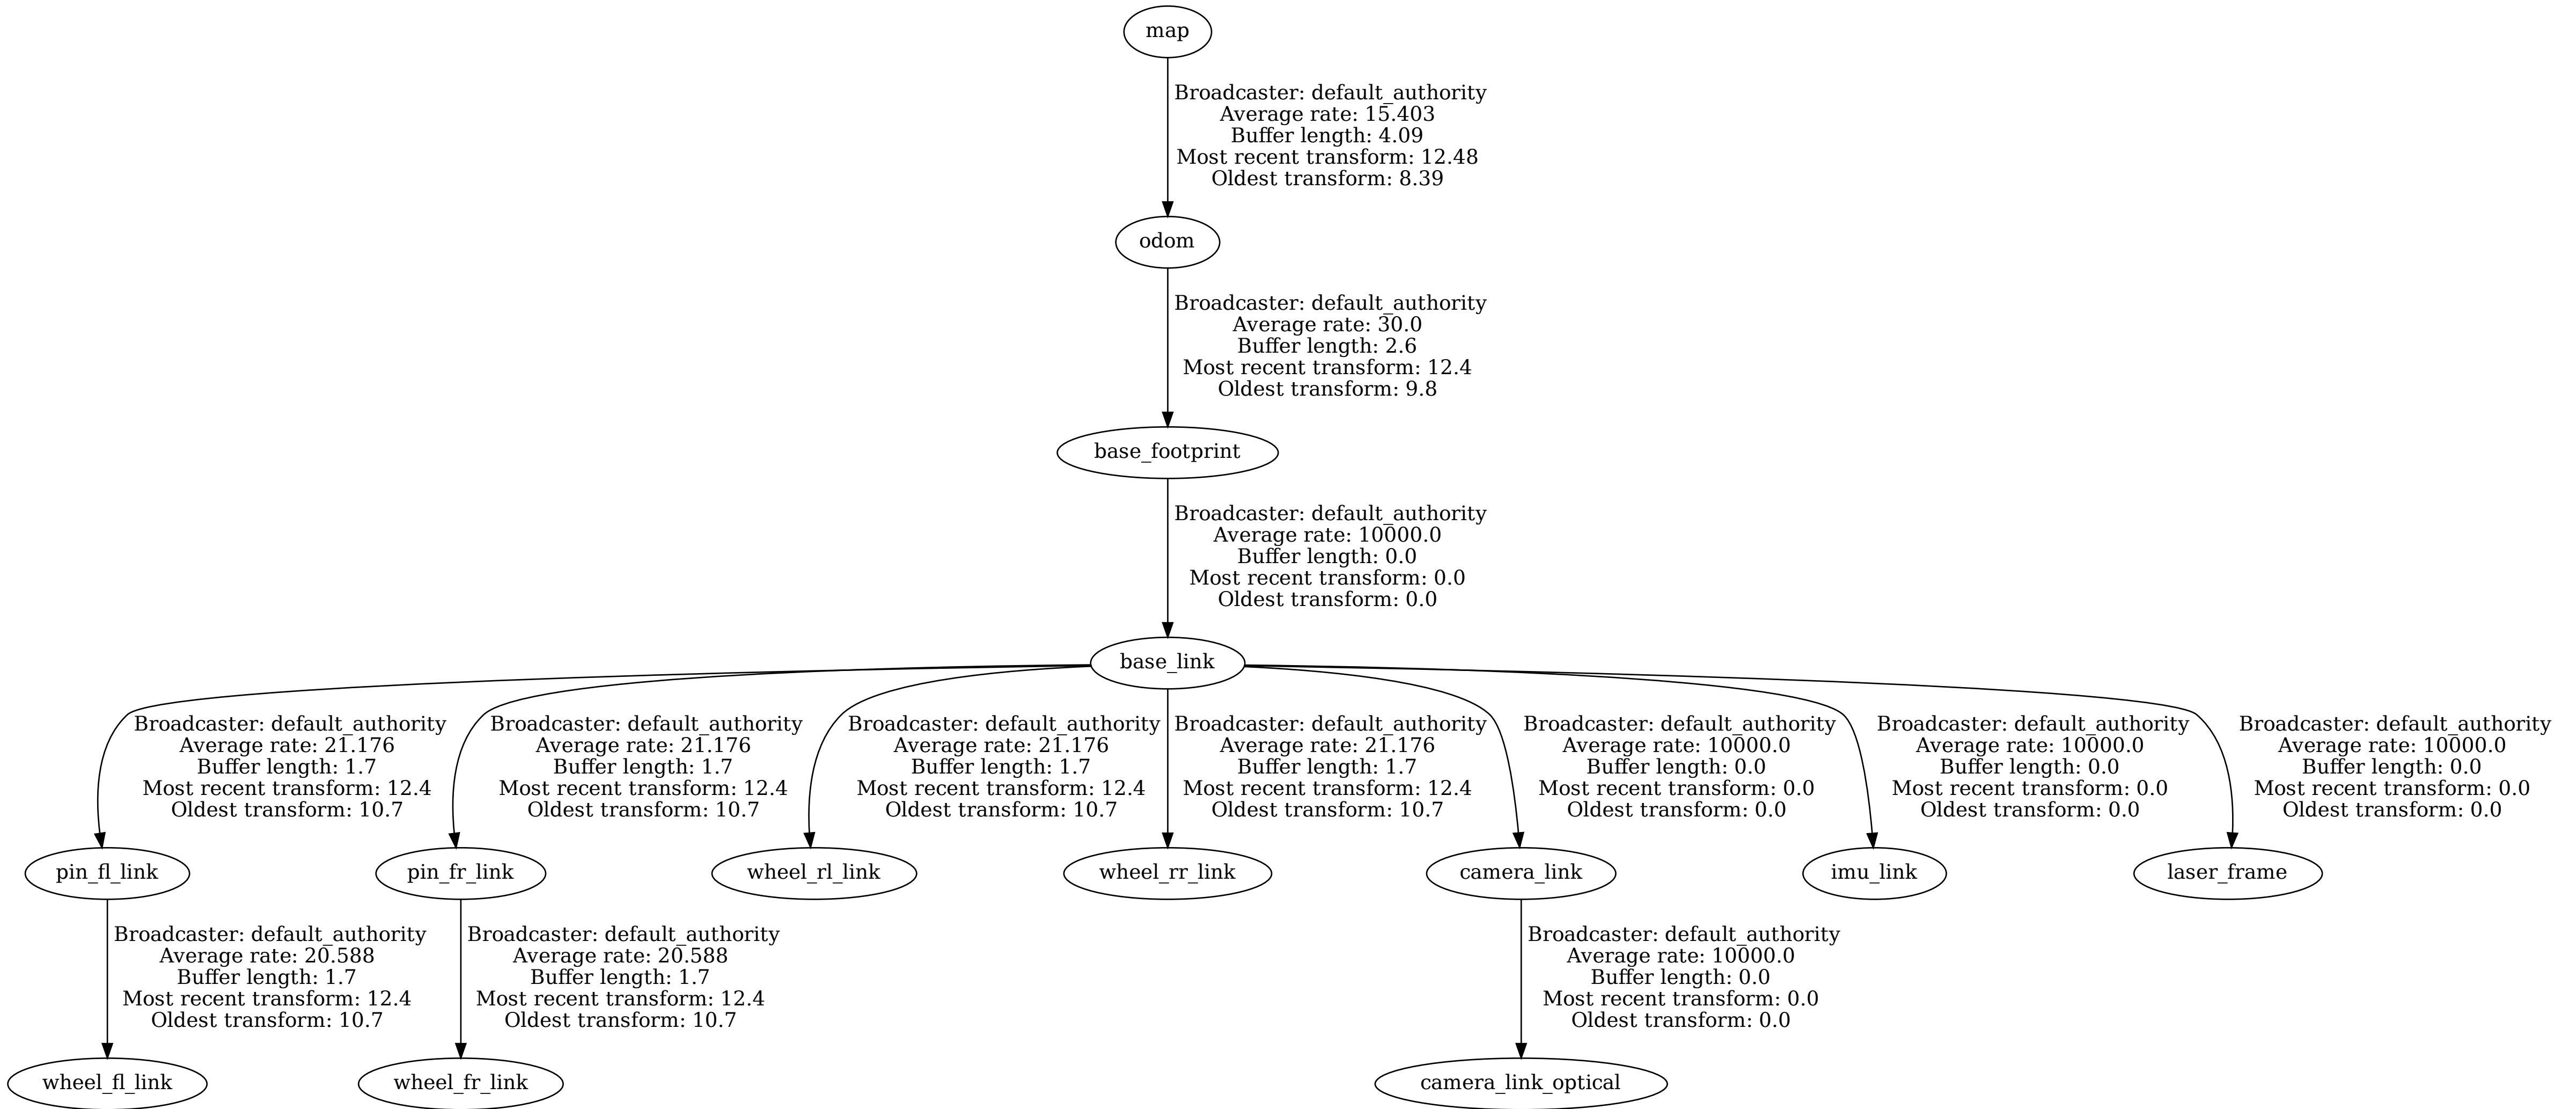 map
Broadcaster: default_authority
Average rate: 15.403
Buffer length: 4.09
Most recent transform: 12.48
Oldest transform: 8.39
odom
Broadcaster: default_authority
Average rate: 30.0
Buffer length: 2.6
Most recent transform: 12.4
Oldest transform: 9.8
base_footprint
Broadcaster: default_authority
Average rate: 10000.0
Buffer length: 0.0
Most recent transform: 0.0
Oldest transform: 0.0
base_link
Broadcaster: default_authority
Average rate: 21.176
Buffer length: 1.7
Most recent transform: 12.4
Oldest transform: 10.7
Broadcaster: default_authority
Average rate: 21.176
Buffer length: 1.7
Most recent transform: 12.4
Oldest transform: 10.7
Broadcaster: default_authority
Average rate: 21.176
Buffer length: 1.7
Most recent transform: 12.4
Oldest transform: 10.7
Broadcaster: default_authority
Average rate: 21.176
Buffer length: 1.7
Most recent transform: 12.4
Oldest transform: 10.7
Broadcaster: default_authority
Average rate: 10000.0
Buffer length: 0.0
Most recent transform: 0.0
Oldest transform: 0.0
Broadcaster: default_authority
Average rate: 10000.0
Buffer length: 0.0
Most recent transform: 0.0
Oldest transform: 0.0
Broadcaster: default_authority
Average rate: 10000.0
Buffer length: 0.0
Most recent transform: 0.0
Oldest transform: 0.0
pin_fl_link
pin_fr_link
wheel_rl_link
wheel_rr_link
camera_link
imu_link
laser_frame
Broadcaster: default_authority
Average rate: 20.588
Buffer length: 1.7
Most recent transform: 12.4
Oldest transform: 10.7
Broadcaster: default_authority
Average rate: 20.588
Buffer length: 1.7
Most recent transform: 12.4
Oldest transform: 10.7
Broadcaster: default_authority
Average rate: 10000.0
Buffer length: 0.0
Most recent transform: 0.0
Oldest transform: 0.0
wheel_fl_link
wheel_fr_link
camera_link_optical